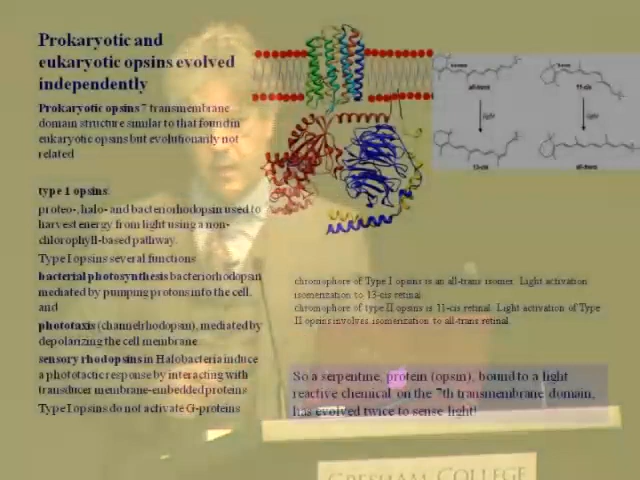 Prokaryotic and
eukaryotic opsins evolved
independently
Prokaryotic opsins 7 transmembrane
domain structure similar to that found in
eukaryotic opsins but evolutionarily not
related
type 1 opsins:
proteo-, halo- and bacteriorhodopsin used to
harvest energy from light using a non-
chlorophyll-based pathway.
Type I opsins several functions
bacterial photosynthesis bacteriorhodopsin
mediated by pumping protons into the cell,
and
phototaxis (channelrhodopsin), mediated by
depolarizing the cell membrane
sensory rhodopsins in Halobacteria induce
a phototactic response by interacting with
transducer membrane-embedded proteins
Type I opsins do not activate G-proteins
all-trans
11-cis
light
light
13-cis
all-trans
chromophore of Type I opsins is an all-trans isomer. Light activation
isomerization to 13-cis retinal
chromophore of type II opsins is 11-cis retinal. Light activation of Type
II opsins involves isomerization to all-trans retinal
So a serpentine, protein (opsin), bound to a light
reactive chemical on the 7th transmembrane domain,
has evolved twice to sense light!
GRESHAM COLLEGE